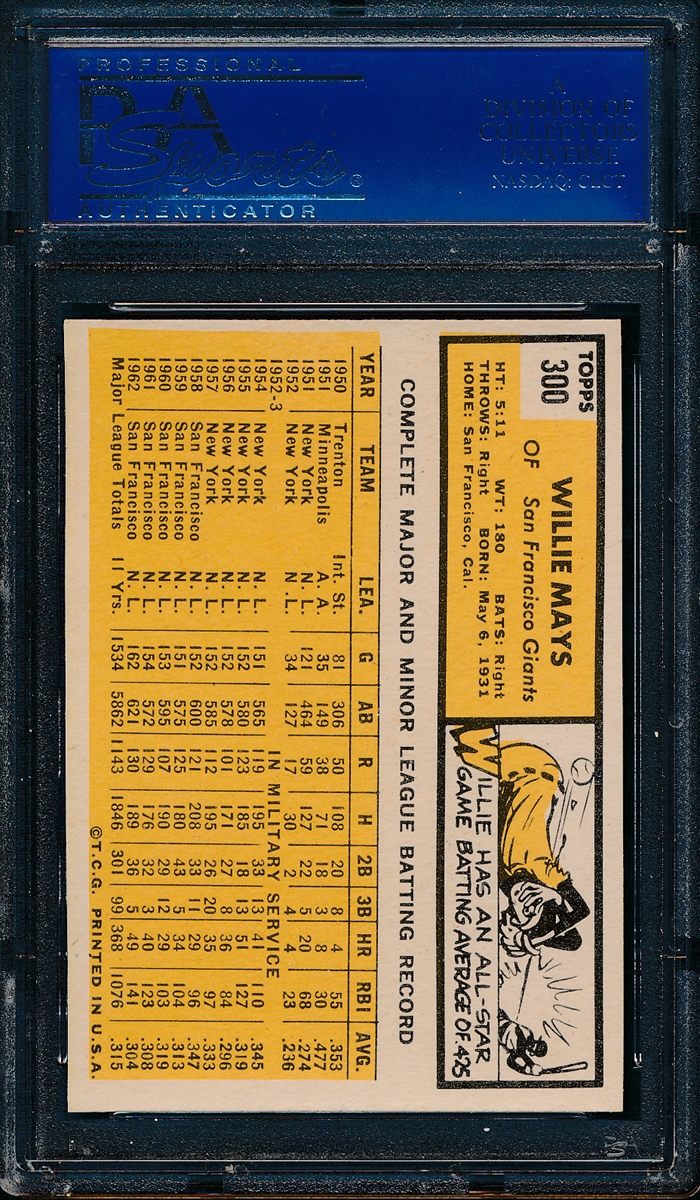 PROFESSIONAL
PSA
Sports®
AUTHENTICATOR
A
DIVISION OF
COLLECTORS
UNIVERSE
NASDAQ: CLCT
TOPPS
300
WILLIE MAYS
OF San Francisco Giants
HT: 5:11 WT: 180 BATS: Right
THROWS: Right BORN: May 6, 1931
HOME: San Francisco, Cal.
WILLIE HAS AN ALL-STAR
GAME BATTING AVERAGE OF .425
COMPLETE MAJOR AND MINOR LEAGUE BATTING RECORD
YEAR TEAM LEA. G AB R H 2B 3B HR RBI AVG.
1950 Trenton Int. St. 81 306 50 108 20 8 4 55 .353
1951 Minneapolis A. A. 35 149 38 71 18 3 8 30 .477
1951 New York N. L. 121 464 59 127 22 5 20 68 .274
1952 New York N. L. 34 127 17 30 2 4 4 23 .236
1952-3 IN MILITARY SERVICE
1954 New York N. L. 151 565 119 195 33 13 41 110 .345
1955 New York N. L. 152 580 123 185 18 13 51 127 .319
1956 New York N. L. 152 578 101 171 27 8 36 84 .296
1957 New York N. L. 152 585 112 195 26 20 35 97 .333
1958 San Francisco N. L. 152 600 121 208 33 11 29 96 .347
1959 San Francisco N. L. 151 575 125 180 43 5 34 104 .313
1960 San Francisco N. L. 153 595 107 190 29 12 29 103 .319
1961 San Francisco N. L. 154 572 129 176 32 3 40 123 .308
1962 San Francisco N. L. 162 621 130 189 36 5 49 141 .304
Major League Totals 11 Yrs. 1534 5862 1143 1846 301 99 368 1076 .315
©T.C.G. PRINTED IN U.S.A.
PSA